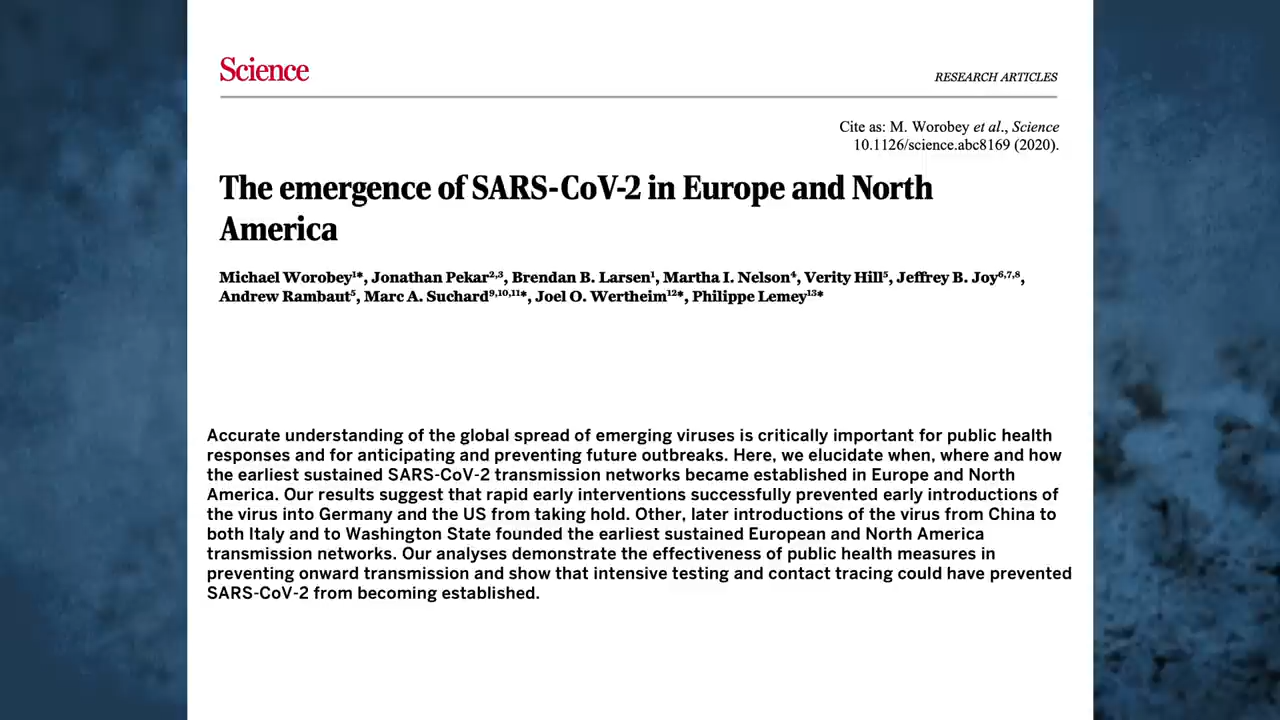 Science
RESEARCH ARTICLES
Cite as: M. Worobey et al., Science
10.1126/science.abc8169 (2020).
The emergence of SARS-CoV-2 in Europe and North
America
Michael Worobey¹*, Jonathan Pekar²,³, Brendan B. Larsen¹, Martha I. Nelson⁴, Verity Hill⁵, Jeffrey B. Joy⁶,⁷,⁸,
Andrew Rambaut⁵, Marc A. Suchard⁹,¹⁰,¹¹*, Joel O. Wertheim¹²*, Philippe Lemey¹³*
Accurate understanding of the global spread of emerging viruses is critically important for public health
responses and for anticipating and preventing future outbreaks. Here, we elucidate when, where and how
the earliest sustained SARS-CoV-2 transmission networks became established in Europe and North
America. Our results suggest that rapid early interventions successfully prevented early introductions of
the virus into Germany and the US from taking hold. Other, later introductions of the virus from China to
both Italy and to Washington State founded the earliest sustained European and North America
transmission networks. Our analyses demonstrate the effectiveness of public health measures in
preventing onward transmission and show that intensive testing and contact tracing could have prevented
SARS-CoV-2 from becoming established.